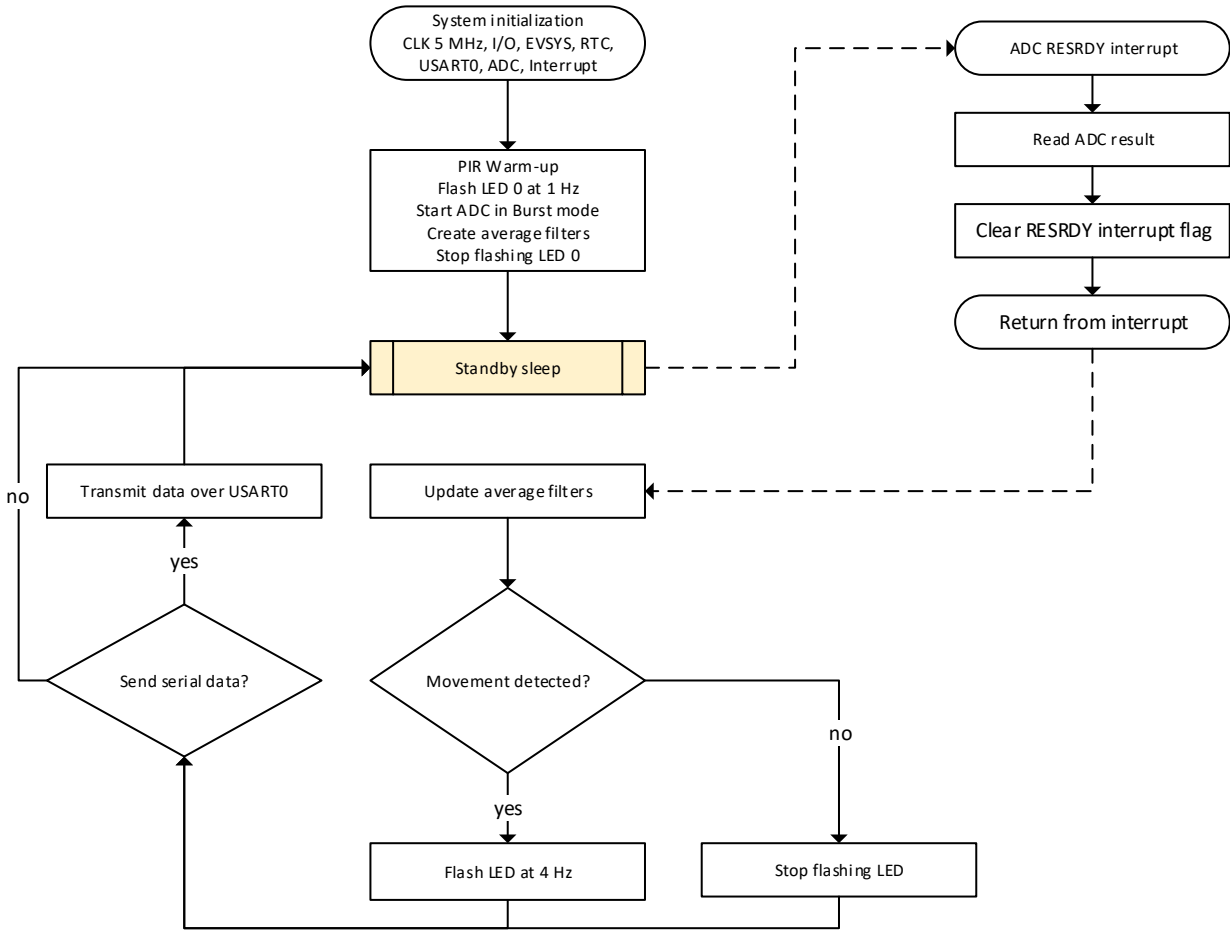 System initialization
CLK 5 MHz, I/O, EVSYS, RTC,
USART0, ADC, Interrupt
ADC RESRDY interrupt
Read ADC result
PIR Warm-up
Flash LED 0 at 1 Hz
Start ADC in Burst mode
Create average filters
Stop flashing LED 0
Clear RESRDY interrupt flag
Return from interrupt
Standby sleep
Transmit data over USART0
Update average filters
no
yes
Send serial data?
Movement detected?
no
yes
Flash LED at 4 Hz
Stop flashing LED